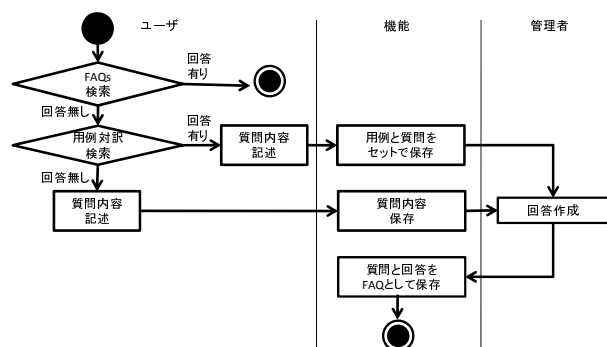 ユーザ
機能
管理者
FAQs
検索
回答
有り
回答無し
用例対訳
検索
回答
有り
質問内容
記述
用例と質問を
セットで保存
回答無し
質問内容
記述
質問内容
保存
回答作成
質問と回答を
FAQとして保存